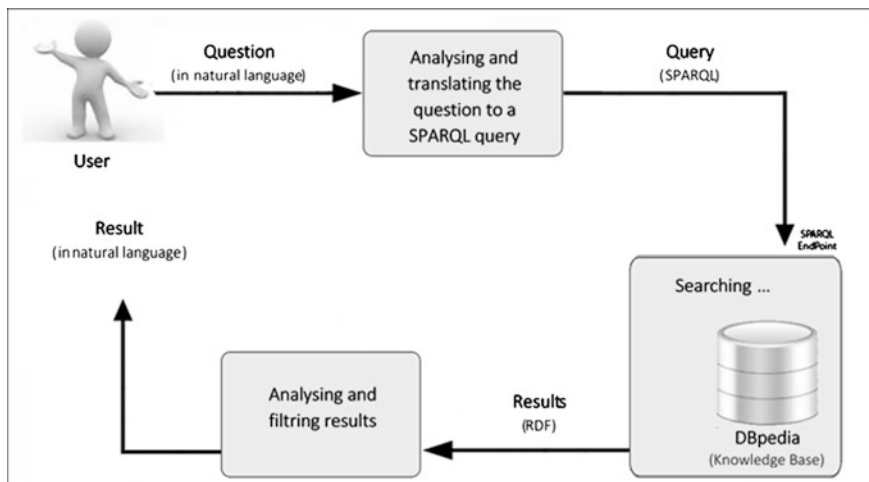 Question
(in natural language)
User
Analysing and
translating the
question to a
SPARQL query
Query
(SPARQL)
SPARQL
EndPoint
Searching ...
DBpedia
(Knowledge Base)
Results
(RDF)
Analysing and
filtring results
Result
(in natural language)